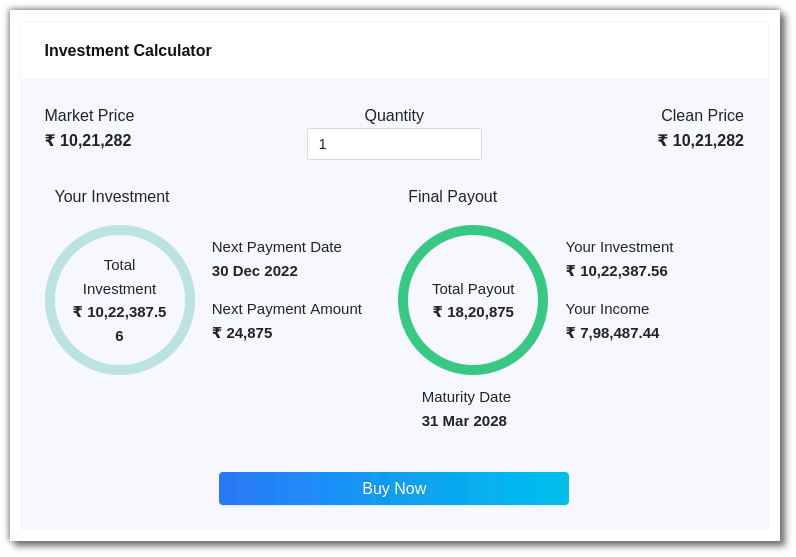 Investment Calculator
Market Price
₹ 10,21,282
Quantity
1
Clean Price
₹ 10,21,282
Your Investment
Total
Investment
₹ 10,22,387.5
6
Next Payment Date
30 Dec 2022
Next Payment Amount
₹ 24,875
Final Payout
Total Payout
₹ 18,20,875
Your Investment
₹ 10,22,387.56
Your Income
₹ 7,98,487.44
Maturity Date
31 Mar 2028
Buy Now